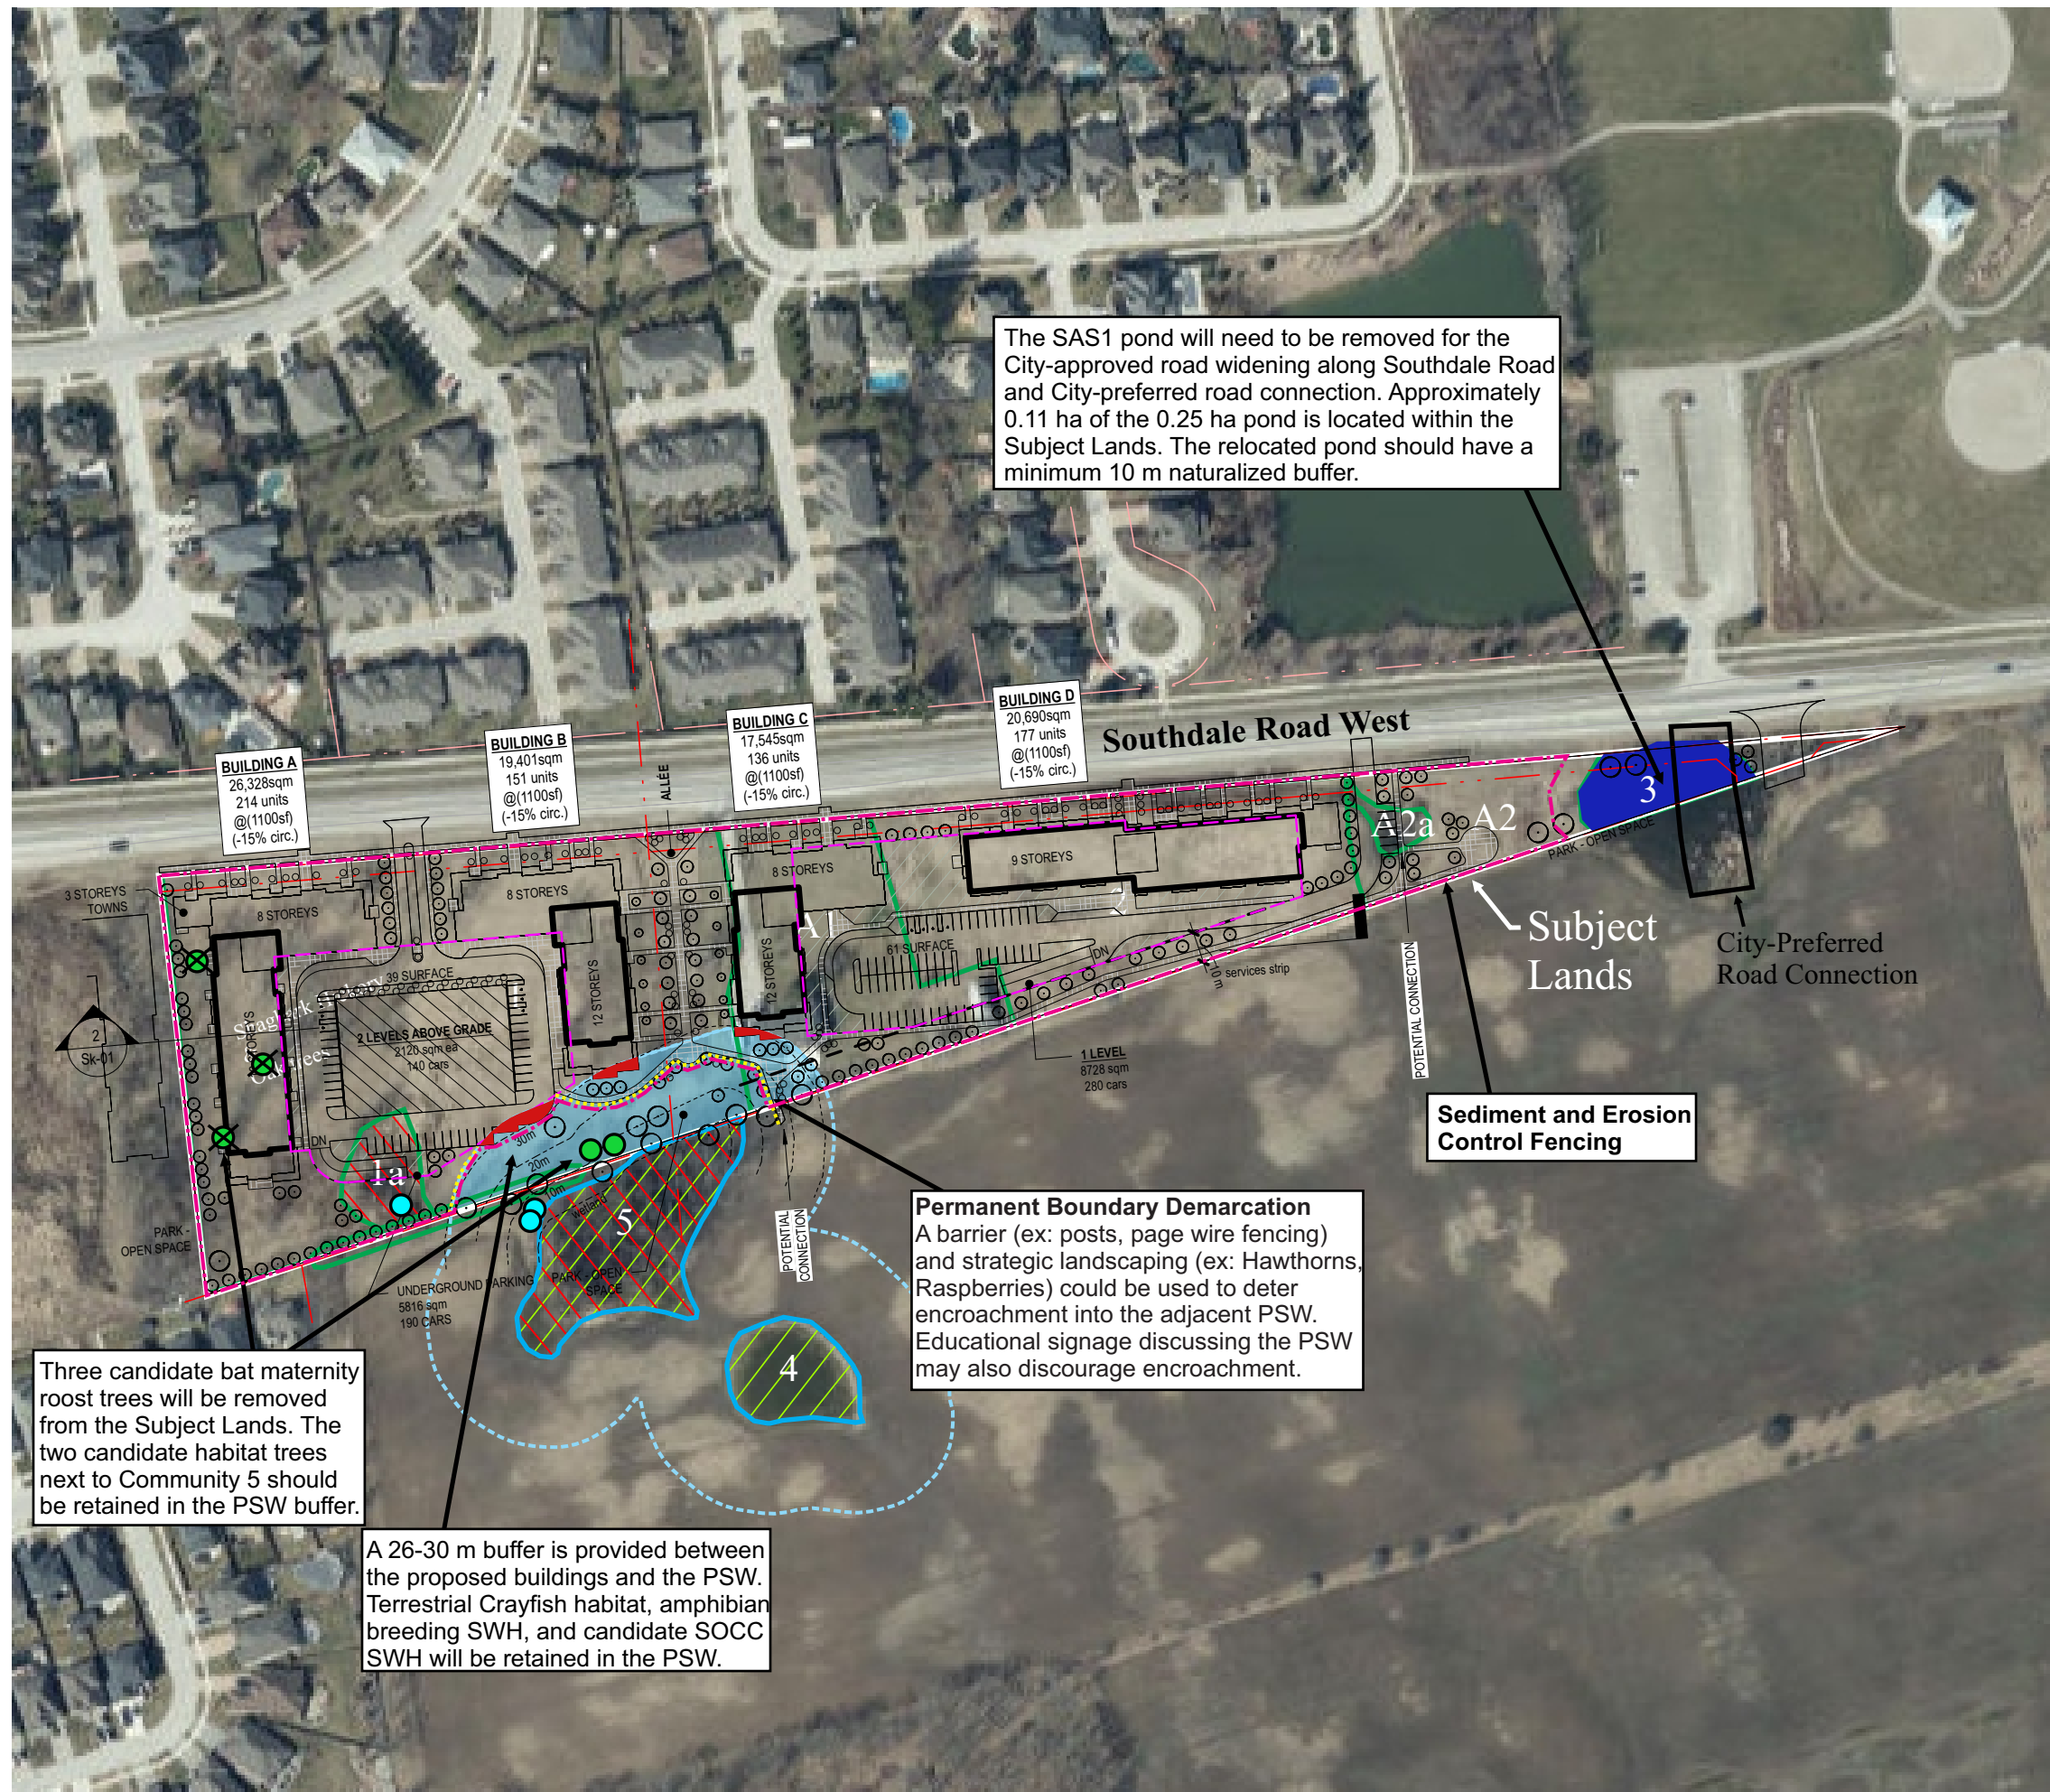 The SAS1 pond will need to be removed for the
City-approved road widening along Southdale Road
and City-preferred road connection. Approximately
0.11 ha of the 0.25 ha pond is located within the
Subject Lands. The relocated pond should have a
minimum 10 m naturalized buffer.
BUILDING A
26,328sqm
214 units
@(1100sf)
(-15% circ.)
BUILDING B
19,401sqm
151 units
@(1100sf)
(-15% circ.)
ALLÉE
BUILDING C
17,545sqm
136 units
@(1100sf)
(-15% circ.)
BUILDING D
20,690sqm
177 units
@(1100sf)
(-15% circ.)
Southdale Road West
3 STOREYS
TOWNS
8 STOREYS
8 STOREYS
8 STOREYS
9 STOREYS
A2a
A2
3
PARK - OPEN SPACE
Subject
Lands
City-Preferred
Road Connection
A1
2
12 STOREYS
12 STOREYS
STOREYS
39 SURFACE
61 SURFACE
DN
services strip
10 m
Oak Trees
2 LEVELS ABOVE GRADE
2120 sqm ea
140 cars
2
Sk-01
1 LEVEL
8728 sqm
280 cars
POTENTIAL CONNECTION
Sediment and Erosion
Control Fencing
DN
1a
30m
20m
10m
wetland
5
PARK - OPEN
SPACE
POTENTIAL
CONNECTION
PARK -
OPEN SPACE
UNDERGROUND PARKING
5816 sqm
190 CARS
4
Permanent Boundary Demarcation
A barrier (ex: posts, page wire fencing)
and strategic landscaping (ex: Hawthorns,
Raspberries) could be used to deter
encroachment into the adjacent PSW.
Educational signage discussing the PSW
may also discourage encroachment.
Three candidate bat maternity
roost trees will be removed
from the Subject Lands. The
two candidate habitat trees
next to Community 5 should
be retained in the PSW buffer.
A 26-30 m buffer is provided between
the proposed buildings and the PSW.
Terrestrial Crayfish habitat, amphibian
breeding SWH, and candidate SOCC
SWH will be retained in the PSW.